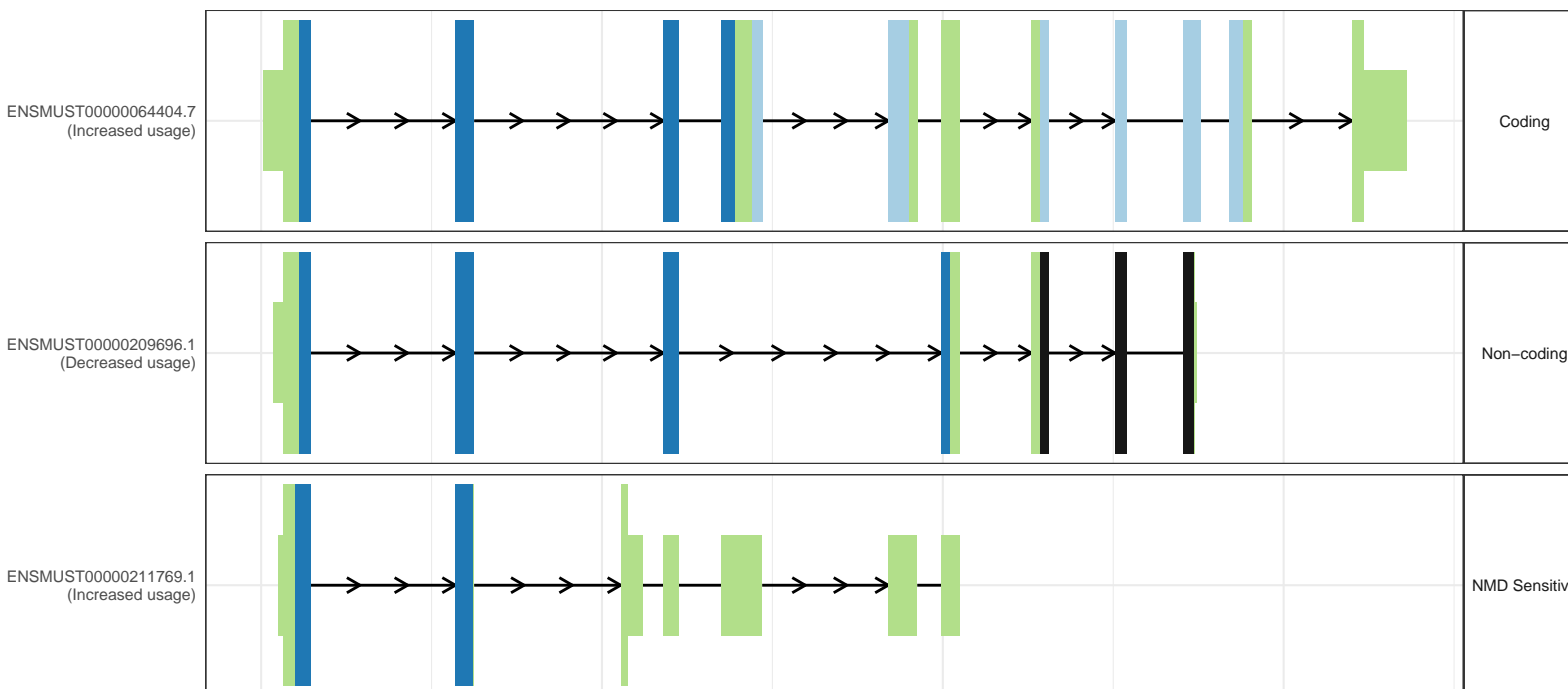 ENSMUST00000064404.7
(Increased usage)
Coding
ENSMUST00000209696.1
(Decreased usage)
Non−coding
ENSMUST00000211769.1
(Increased usage)
NMD Sensitiv